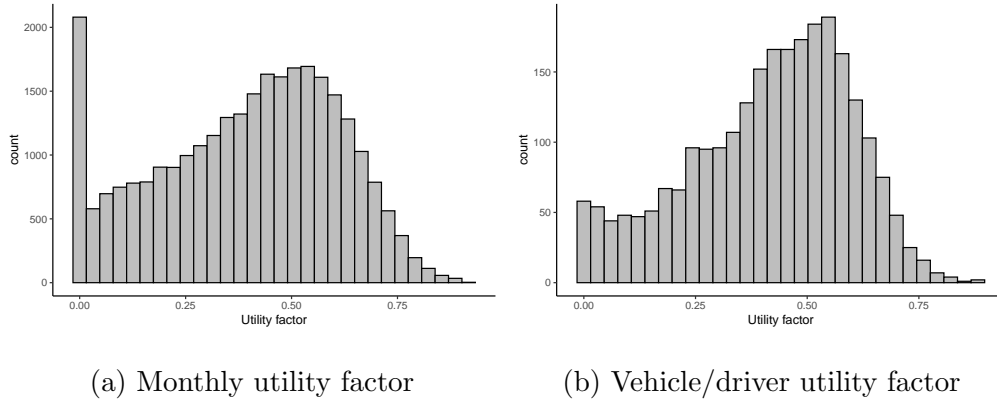 2000
1500
1000
500
0
count
0.00 0.25 0.50 0.75
Utility factor
(a) Monthly utility factor
150
100
50
0
count
0.00 0.25 0.50 0.75
Utility factor
(b) Vehicle/driver utility factor